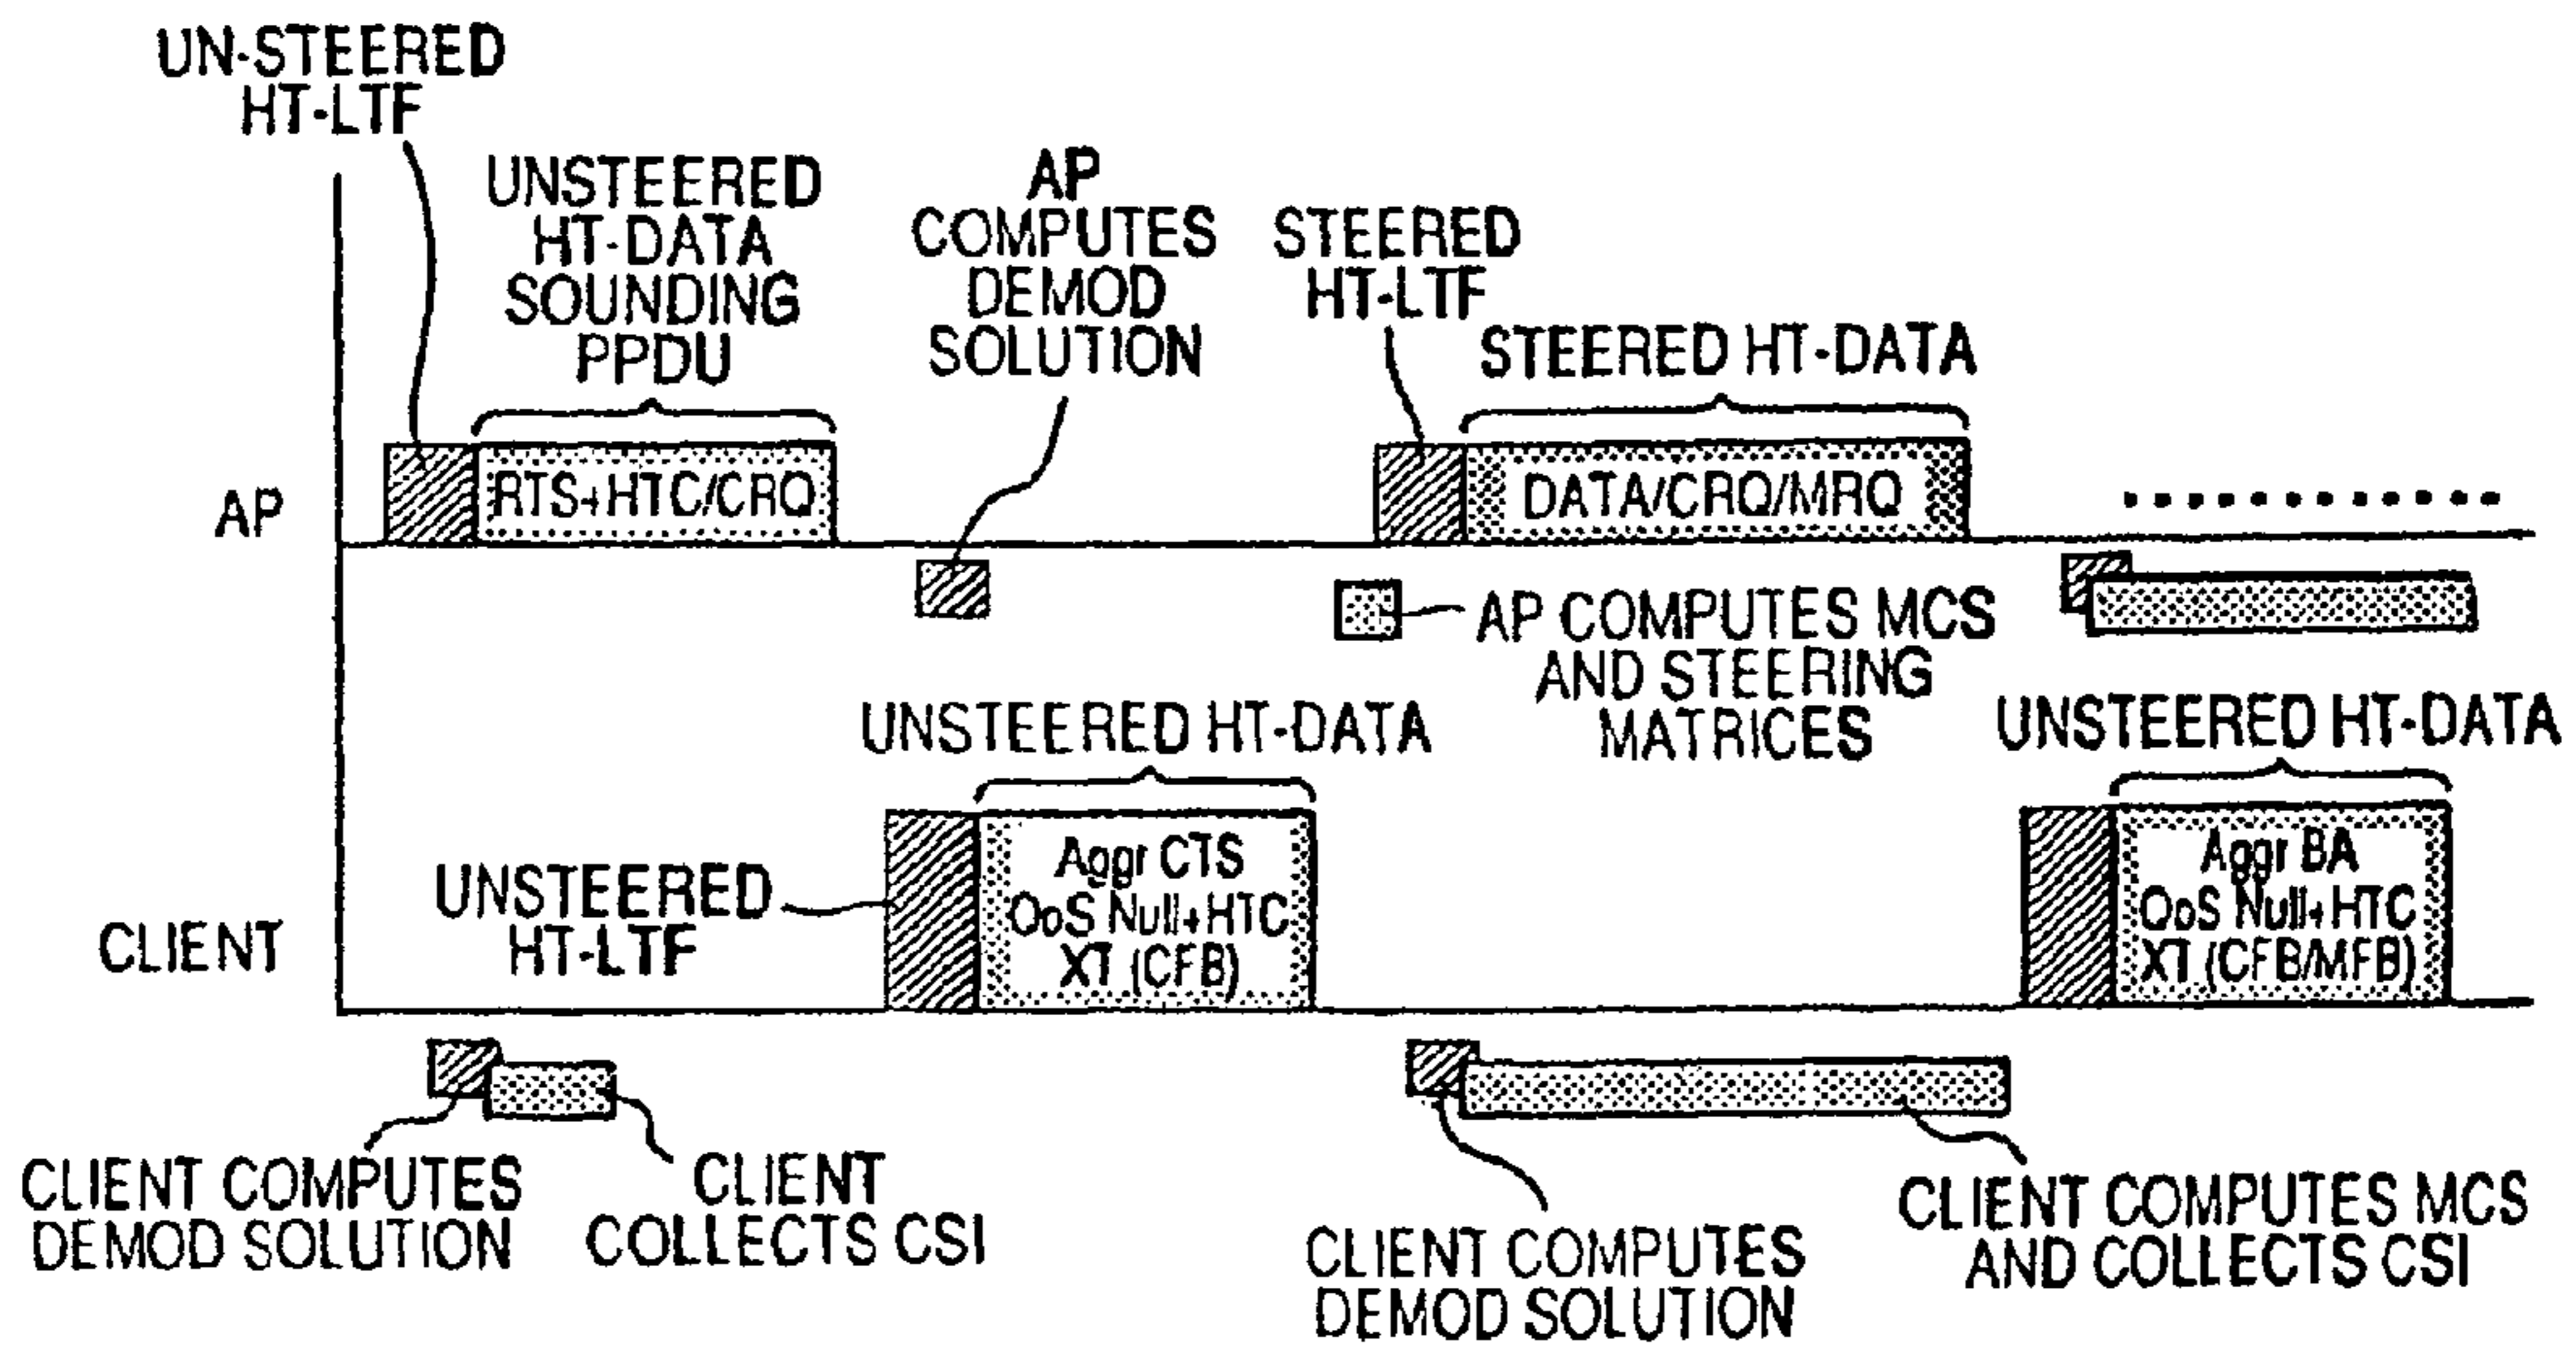 UN-STEERED
HT-LTF
UNSTEERED
HT-DATA
SOUNDING
PPDU
AP
COMPUTES
DEMOD
SOLUTION
STEERED
HT-LTF
STEERED HT-DATA
AP
RTS+HTC/CRQ
DATA/CRQ/MRQ
AP COMPUTES MCS
AND STEERING
MATRICES
UNSTEERED HT-DATA
UNSTEERED HT-DATA
CLIENT
UNSTEERED
HT-LTF
Aggr CTS
QoS Null+HTC
XT (CFB)
Aggr BA
QoS Null+HTC
XT (CFB/MFB)
CLIENT COMPUTES
DEMOD SOLUTION
CLIENT
COLLECTS CSI
CLIENT COMPUTES
DEMOD SOLUTION
CLIENT COMPUTES MCS
AND COLLECTS CSI